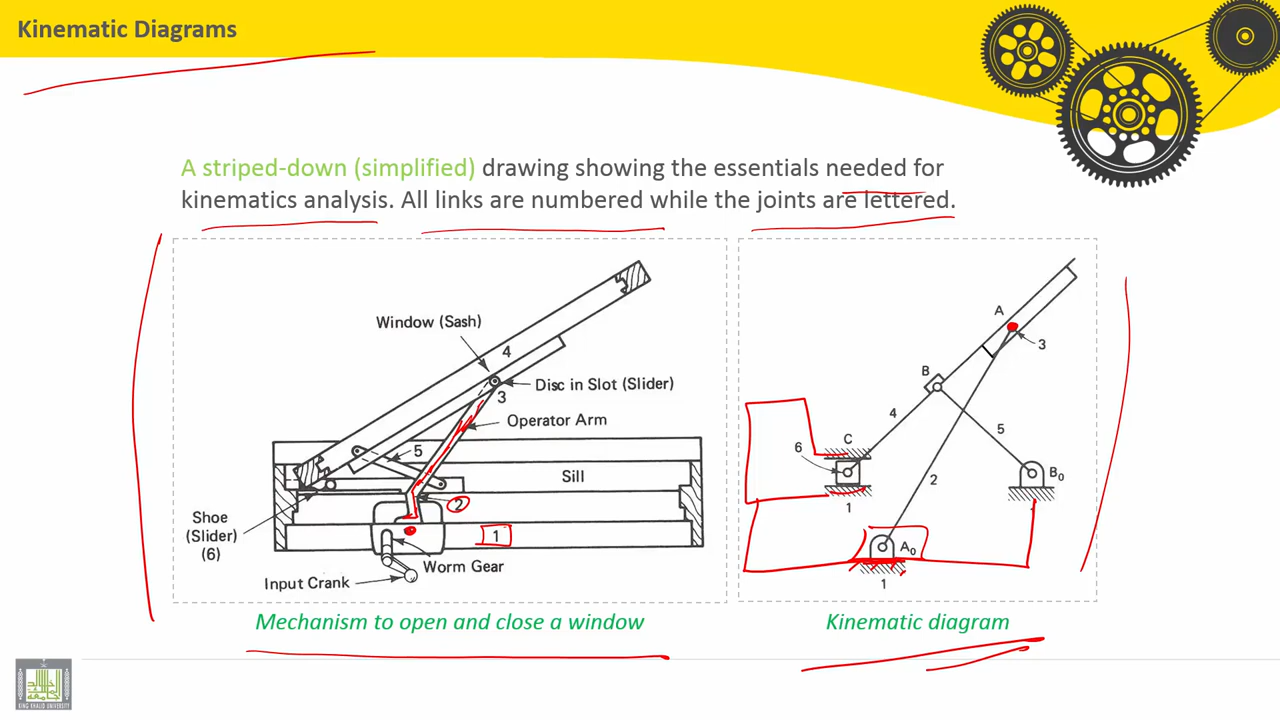 Kinematic Diagrams
A striped-down (simplified) drawing showing the essentials needed for
kinematics analysis. All links are numbered while the joints are lettered.
Window (Sash)
4
Disc in Slot (Slider)
3
Operator Arm
5
Sill
2
Shoe
(Slider)
(6)
1
Worm Gear
Input Crank
A
3
B
4
C
5
6
B0
2
1
A0
1
Mechanism to open and close a window
Kinematic diagram
KING KHALID UNIVERSITY